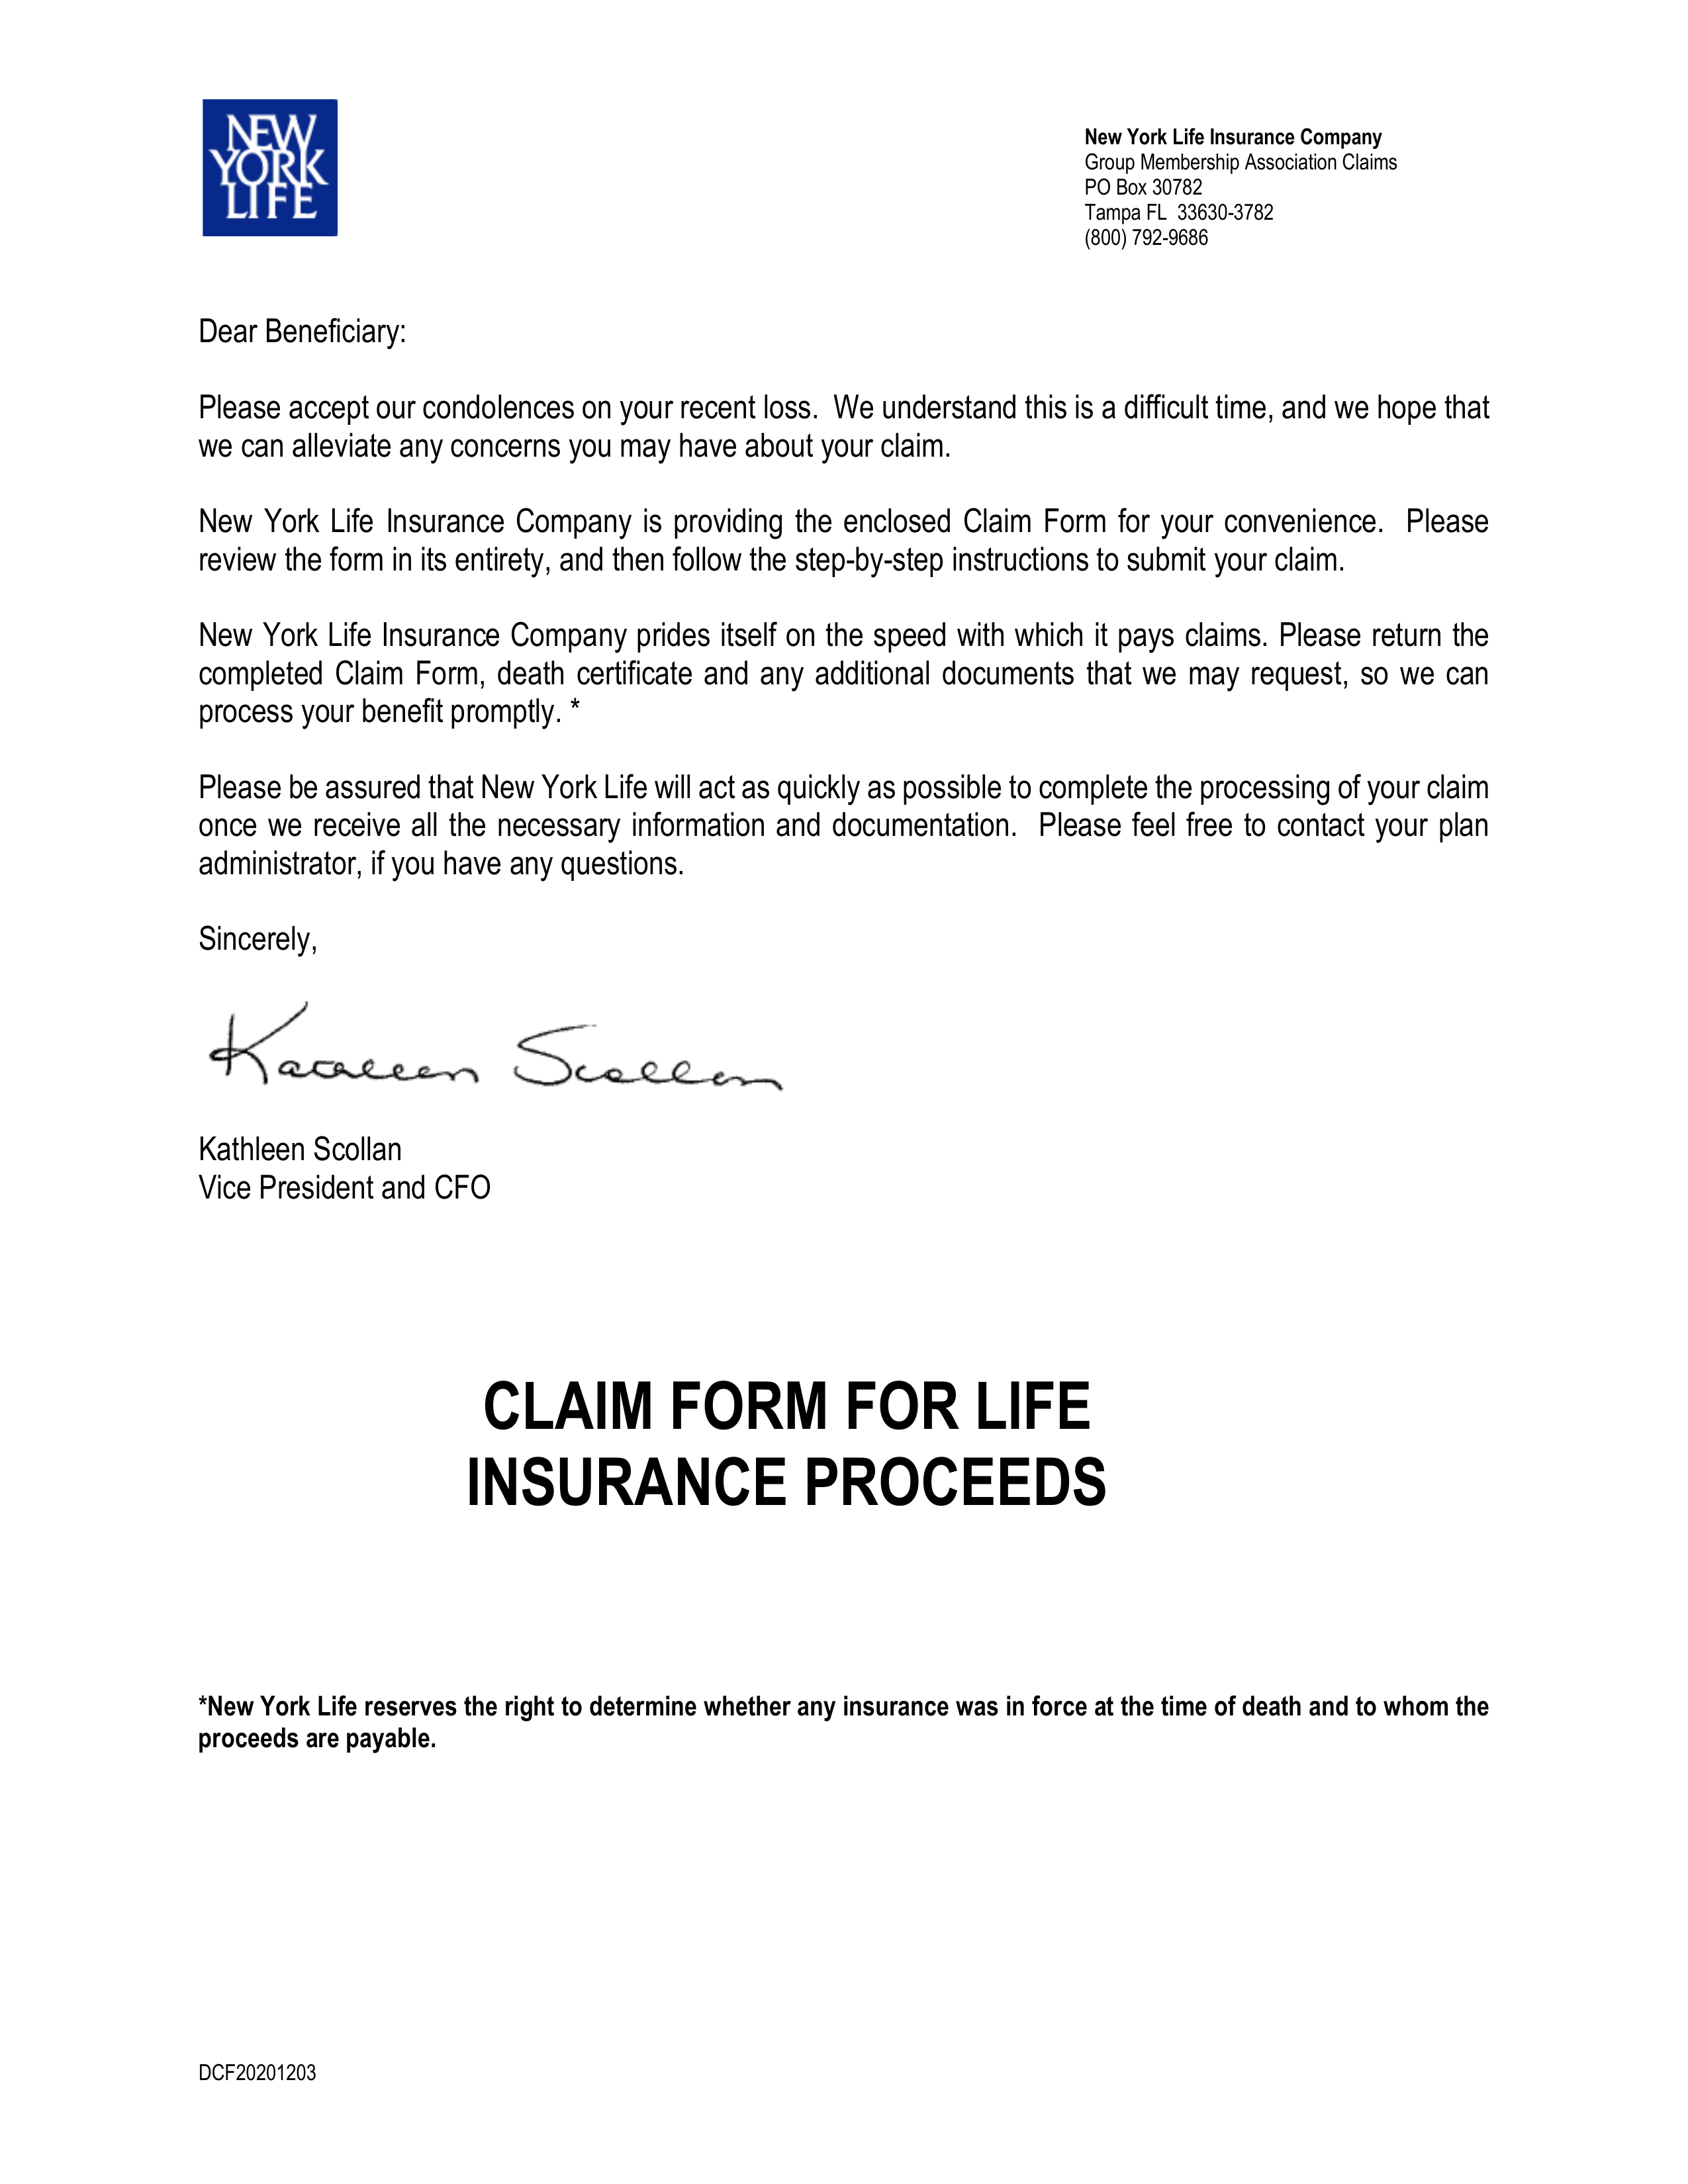 NEW
YORK
LIFE
New York Life Insurance Company
Group Membership Association Claims
PO Box 30782
Tampa FL  33630-3782
(800) 792-9686
Dear Beneficiary:
Please accept our condolences on your recent loss.  We understand this is a difficult time, and we hope that
we can alleviate any concerns you may have about your claim.
New York Life Insurance Company is providing the enclosed Claim Form for your convenience.  Please
review the form in its entirety, and then follow the step-by-step instructions to submit your claim.
New York Life Insurance Company prides itself on the speed with which it pays claims. Please return the
completed Claim Form, death certificate and any additional documents that we may request, so we can
process your benefit promptly. *
Please be assured that New York Life will act as quickly as possible to complete the processing of your claim
once we receive all the necessary information and documentation.  Please feel free to contact your plan
administrator, if you have any questions.
Sincerely,
Kathleen Scollan
Kathleen Scollan
Vice President and CFO
CLAIM FORM FOR LIFE
INSURANCE PROCEEDS
*New York Life reserves the right to determine whether any insurance was in force at the time of death and to whom the
proceeds are payable.
DCF20201203